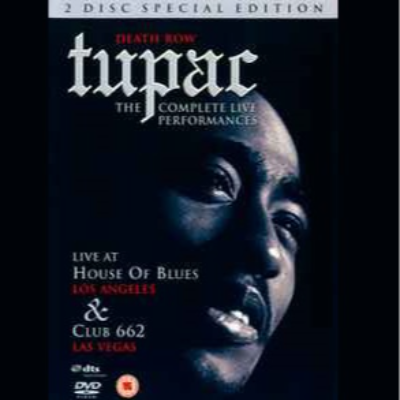 2 DISC SPECIAL EDITION
DEATH ROW
tupac
THE COMPLETE LIVE
PERFORMANCES
LIVE AT
HOUSE OF BLUES
LOS ANGELES
&
CLUB 662
LAS VEGAS
dts
DVD
15